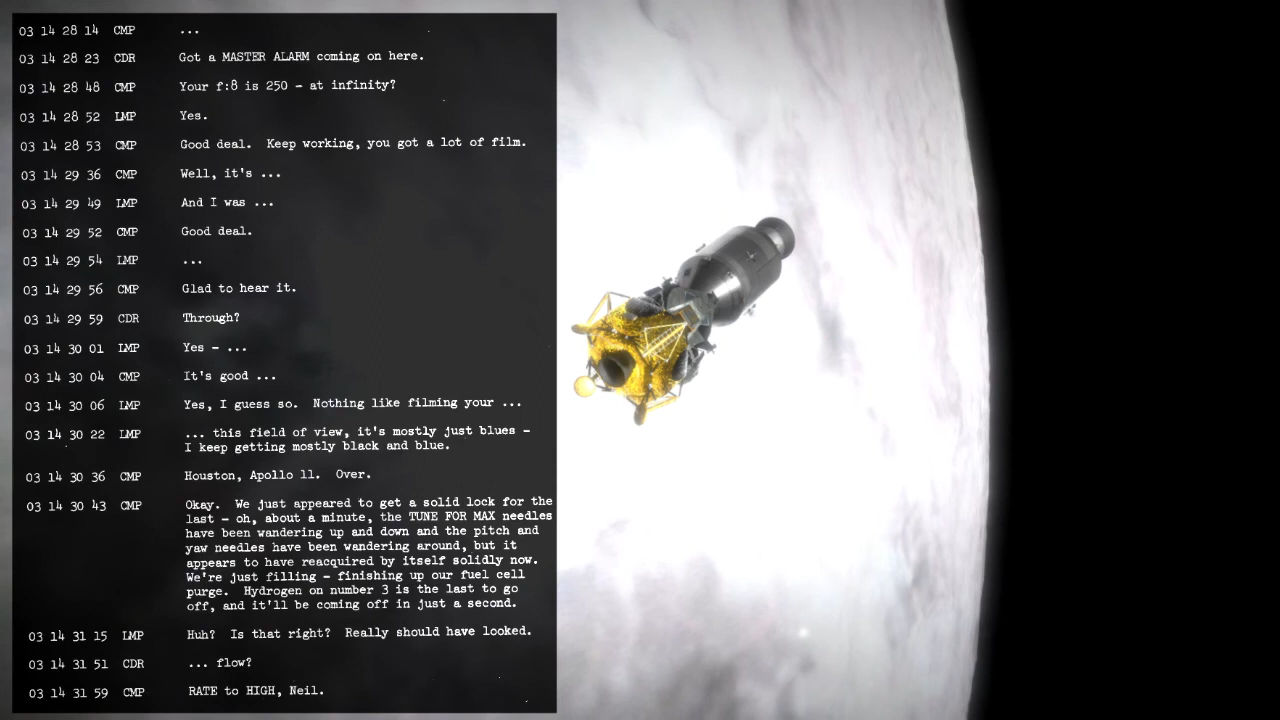 03 14 28 14 CMP ...
03 14 28 23 CDR Got a MASTER ALARM coming on here.
03 14 28 48 CMP Your f:8 is 250 - at infinity?
03 14 28 52 LMP Yes.
03 14 28 53 CMP Good deal. Keep working, you got a lot of film.
03 14 29 36 CMP Well, it's ...
03 14 29 49 LMP And I was ...
03 14 29 52 CMP Good deal.
03 14 29 54 LMP ...
03 14 29 56 CMP Glad to hear it.
03 14 29 59 CDR Through?
03 14 30 01 LMP Yes - ...
03 14 30 04 CMP It's good ...
03 14 30 06 LMP Yes, I guess so. Nothing like filming your ...
03 14 30 22 LMP ... this field of view, it's mostly just blues -
I keep getting mostly black and blue.
03 14 30 36 CMP Houston, Apollo 11. Over.
03 14 30 43 CMP Okay. We just appeared to get a solid lock for the
last - oh, about a minute, the TUNE FOR MAX needles
have been wandering up and down and the pitch and
yaw needles have been wandering around, but it
appears to have reacquired by itself solidly now.
We're just filling - finishing up our fuel cell
purge. Hydrogen on number 3 is the last to go
off, and it'll be coming off in just a second.
03 14 31 15 LMP Huh? Is that right? Really should have looked.
03 14 31 51 CDR ... flow?
03 14 31 59 CMP RATE to HIGH, Neil.